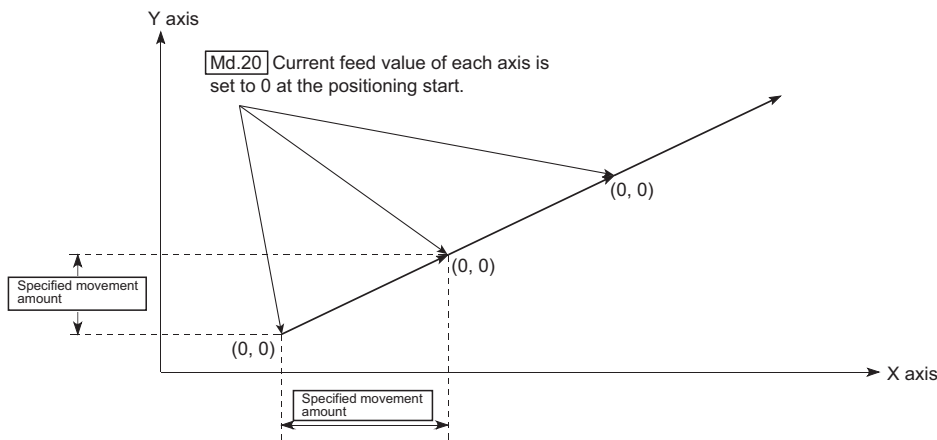 Y axis
Md.20 Current feed value of each axis is
set to 0 at the positioning start.
(0, 0)
(0, 0)
Specified movement
amount
(0, 0)
X axis
Specified movement
amount